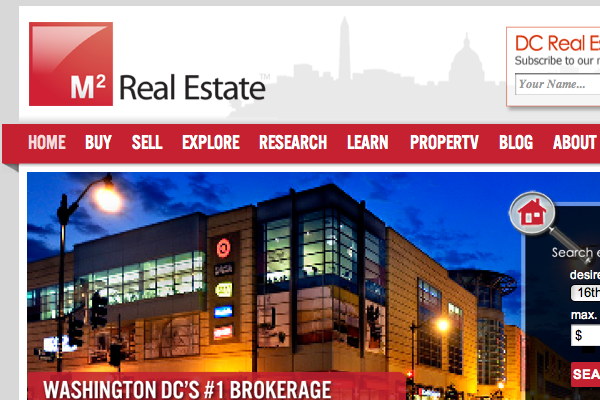 M²
Real Estate™
DC Real Es
Subscribe to our
Your Name...
HOME BUY SELL EXPLORE RESEARCH LEARN PROPERTV BLOG ABOUT
Search
desire
16th
max.
$
SEA
WASHINGTON DC'S #1 BROKERAGE